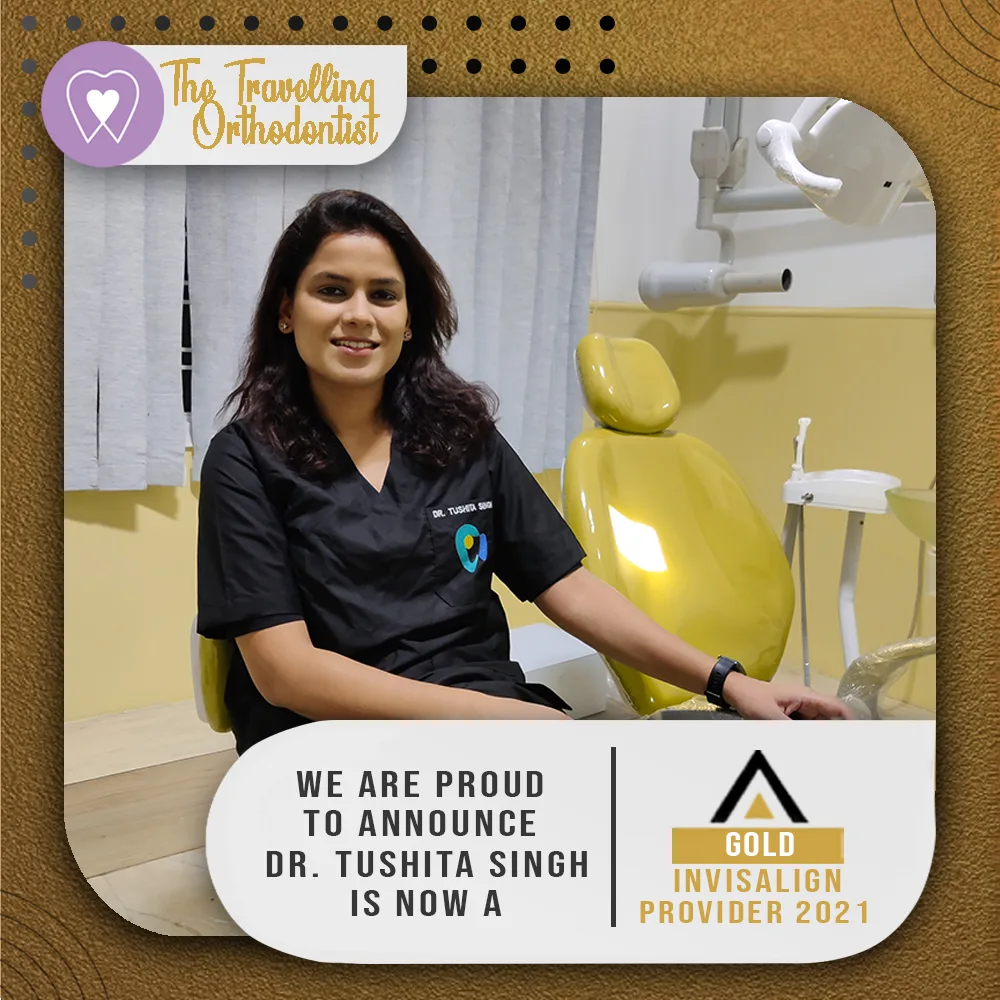 The Travelling
Orthodontist
DR. TUSHITA SINGH
WE ARE PROUD
TO ANNOUNCE
DR. TUSHITA SINGH
IS NOW A
GOLD
INVISALIGN
PROVIDER 2021